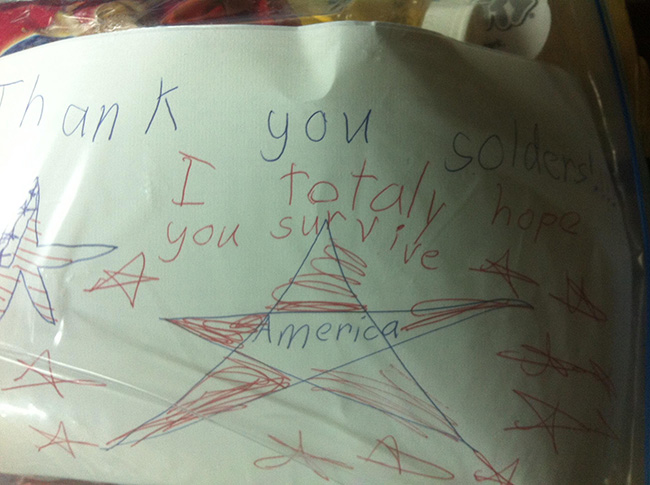 Thank you solders!...
I totaly hope
you survive
America